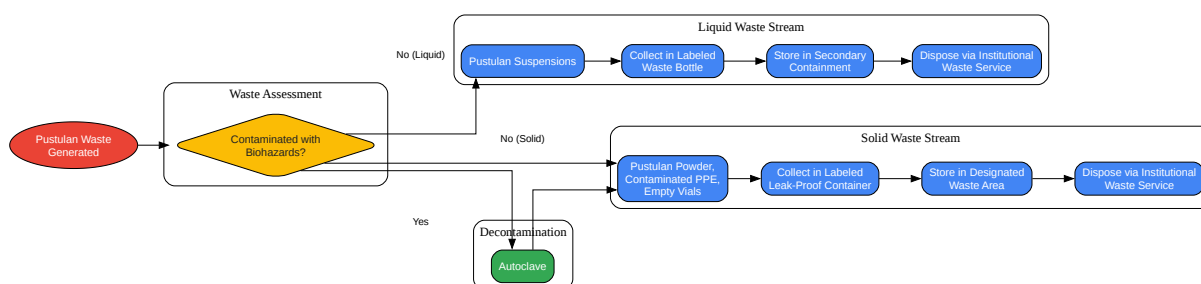 Liquid Waste Stream
No (Liquid)
Pustulan Suspensions
Collect in Labeled
Waste Bottle
Store in Secondary
Containment
Dispose via Institutional
Waste Service
Waste Assessment
Pustulan Waste
Generated
Contaminated with
Biohazards?
No (Solid)
Solid Waste Stream
Pustulan Powder,
Contaminated PPE,
Empty Vials
Collect in Labeled
Leak-Proof Container
Store in Designated
Waste Area
Dispose via Institutional
Waste Service
Yes
Decontamination
Autoclave